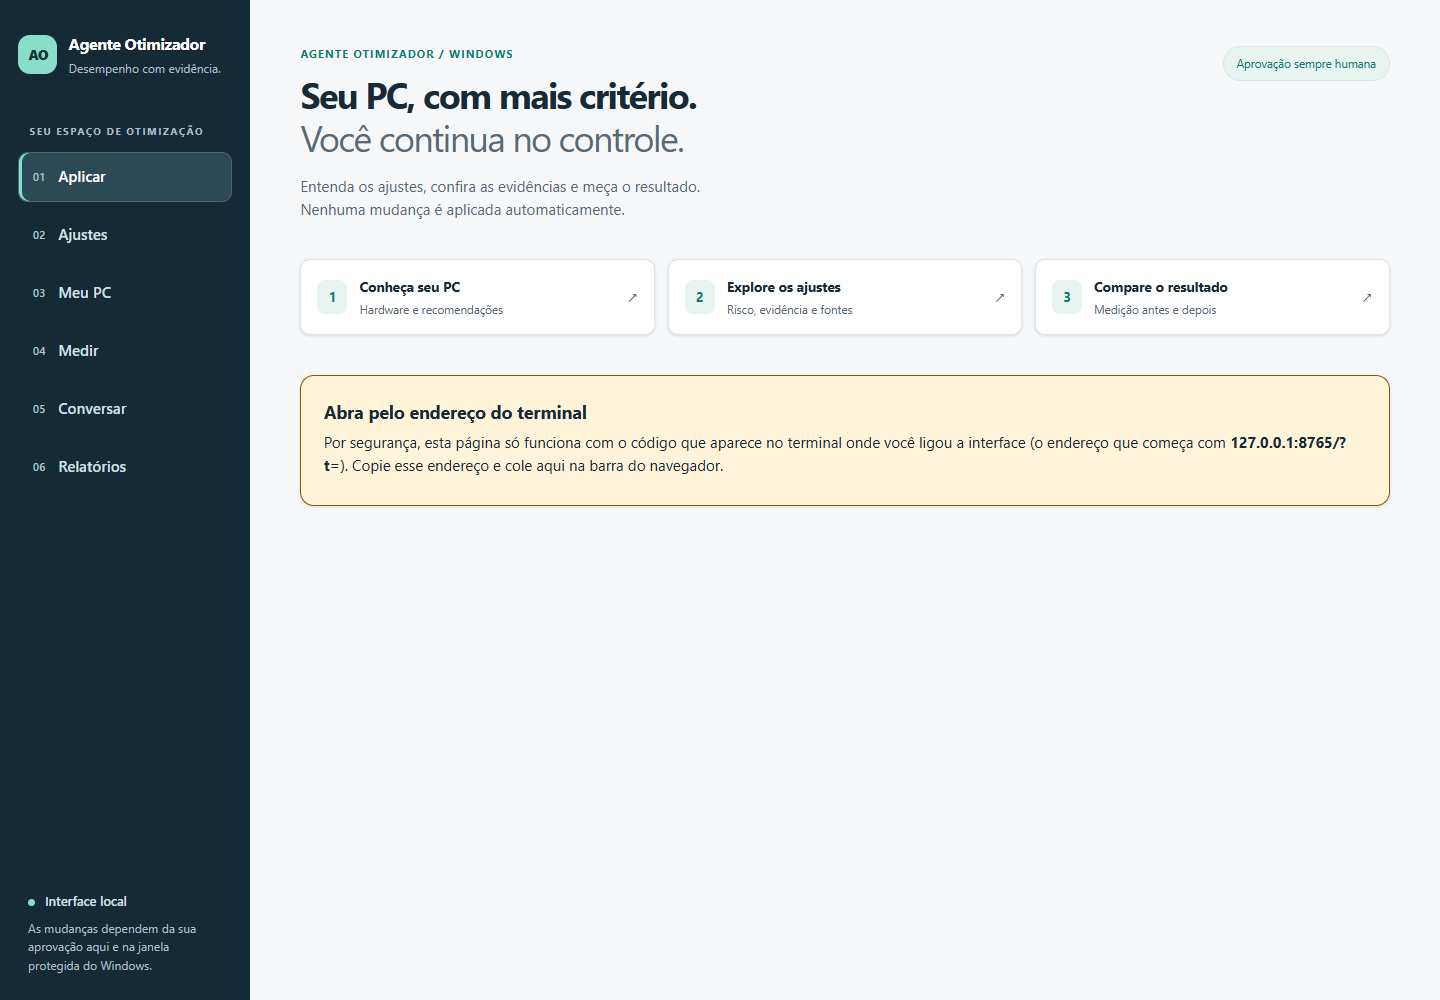 AO
Agente Otimizador
Desempenho com evidência.
SEU ESPAÇO DE OTIMIZAÇÃO
01 Aplicar
02 Ajustes
03 Meu PC
04 Medir
05 Conversar
06 Relatórios
Interface local
As mudanças dependem da sua
aprovação aqui e na janela
protegida do Windows.
AGENTE OTIMIZADOR / WINDOWS
Aprovação sempre humana
Seu PC, com mais critério.
Você continua no controle.
Entenda os ajustes, confira as evidências e meça o resultado.
Nenhuma mudança é aplicada automaticamente.
1 Conheça seu PC ↗
Hardware e recomendações
2 Explore os ajustes ↗
Risco, evidência e fontes
3 Compare o resultado ↗
Medição antes e depois
Abra pelo endereço do terminal
Por segurança, esta página só funciona com o código que aparece no terminal onde você ligou a interface (o endereço que começa com 127.0.0.1:8765/?
t=). Copie esse endereço e cole aqui na barra do navegador.